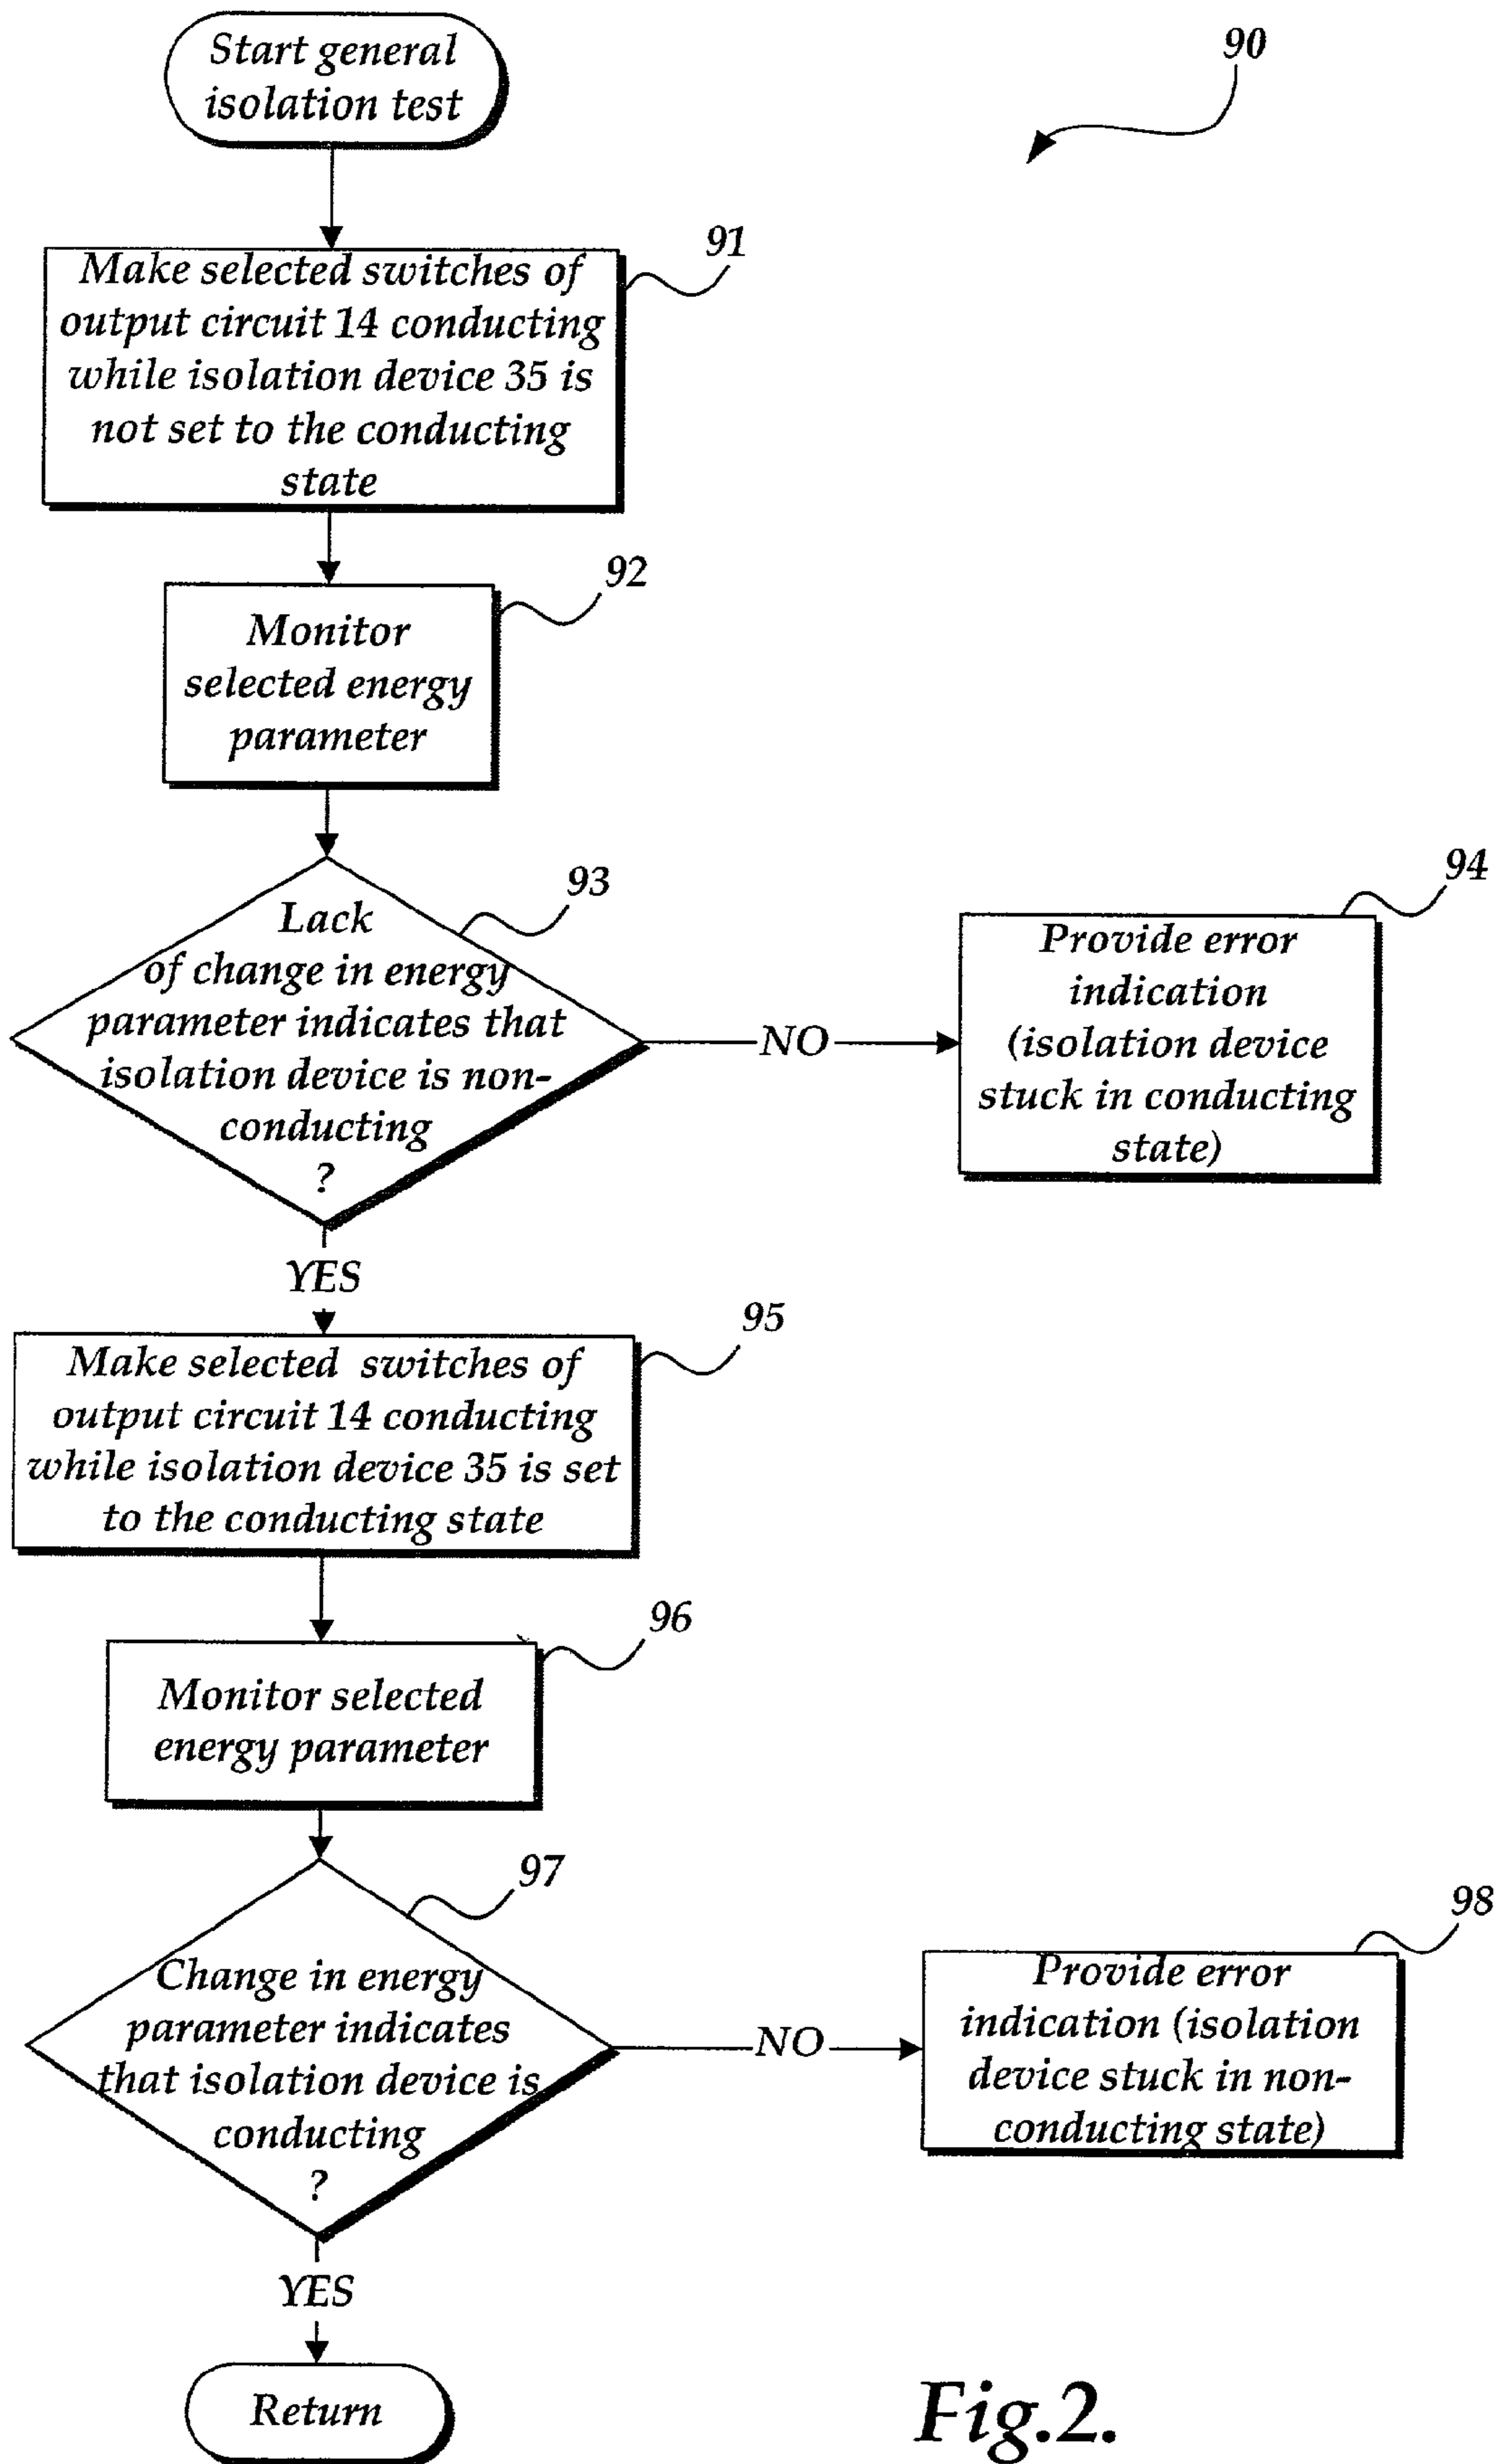 Start general
isolation test
90
91
Make selected switches of
output circuit 14 conducting
while isolation device 35 is
not set to the conducting
state
92
Monitor
selected energy
parameter
93
Lack
of change in energy
parameter indicates that
isolation device is non-
conducting
?
NO
94
Provide error
indication
(isolation device
stuck in conducting
state)
YES
95
Make selected switches of
output circuit 14 conducting
while isolation device 35 is set
to the conducting state
96
Monitor selected
energy parameter
97
Change in energy
parameter indicates
that isolation device is
conducting
?
NO
98
Provide error
indication (isolation
device stuck in non-
conducting state)
YES
Return
Fig.2.